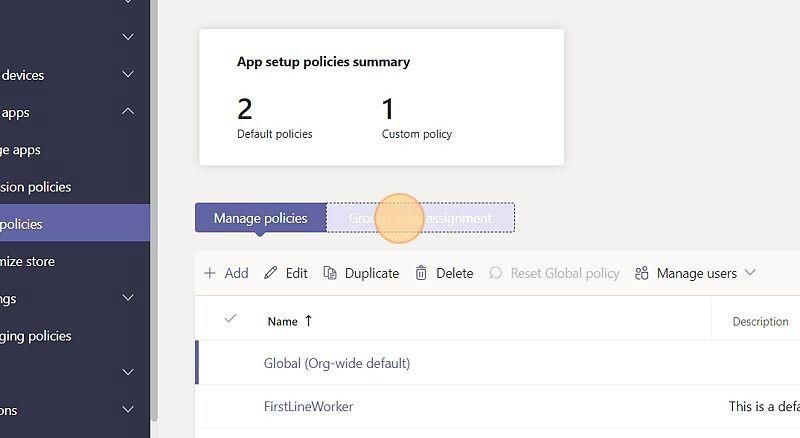 devices
apps
ge apps
sion policies
policies
mize store
ngs
ging policies
ons
App setup policies summary
2 1
Default policies Custom policy
Manage policies Group policy assignment
Add Edit Duplicate Delete Reset Global policy Manage users
Name Description
Global (Org-wide default)
FirstLineWorker This is a defa